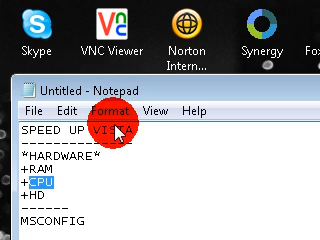 Skype
VNC Viewer
Norton Intern...
Synergy
Untitled - Notepad
File Edit Format View Help
SPEED UP VISTA
----------------
*HARDWARE*
+RAM
+CPU
+HD
------
MSCONFIG